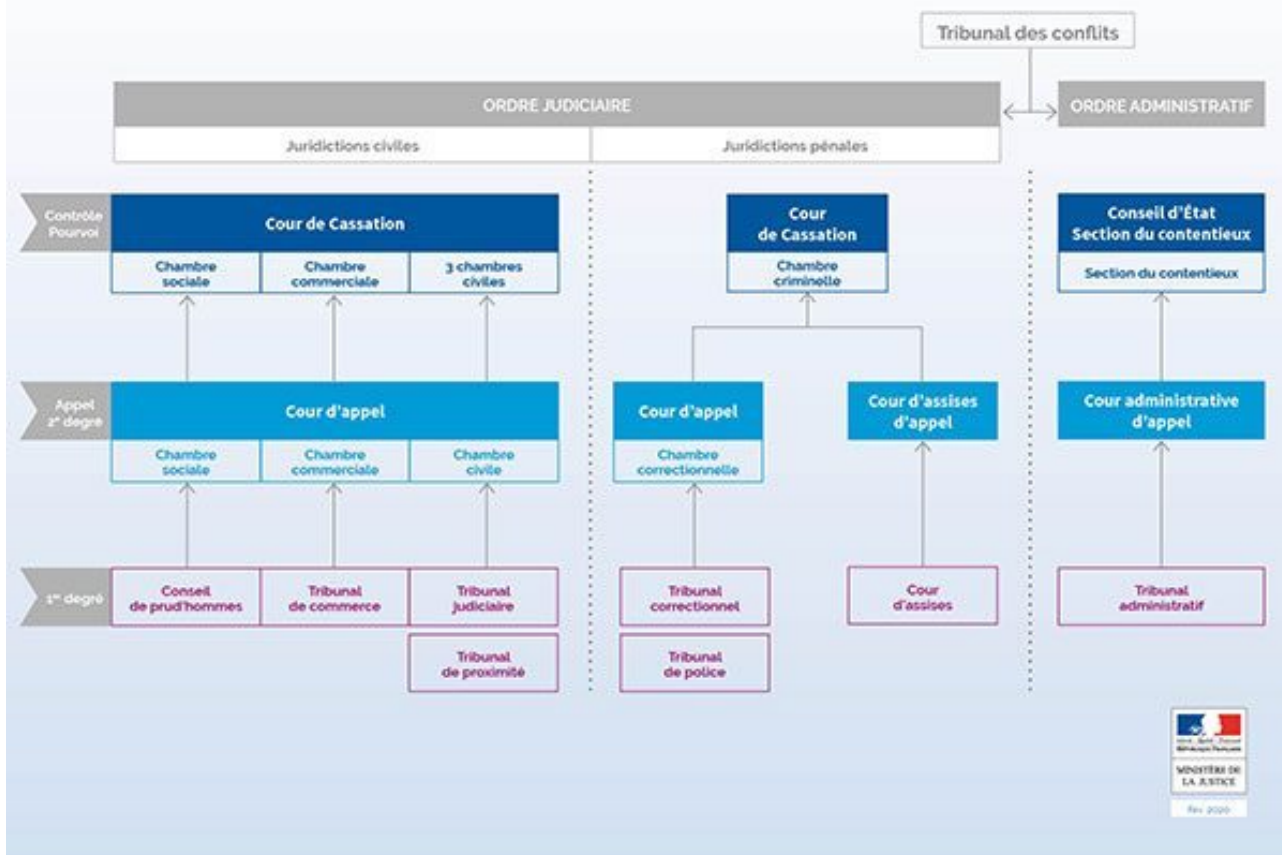 Tribunal des conflits
ORDRE JUDICIAIRE
ORDRE ADMINISTRATIF
Juridictions civiles
Juridictions pénales
Contrôle
Pourvoi
Cour de Cassation
Chambre
sociale
Chambre
commerciale
3 chambres
civiles
Cour
de Cassation
Chambre
criminelle
Conseil d'État
Section du contentieux
Section du contentieux
Appel
2e degré
Cour d'appel
Chambre
sociale
Chambre
commerciale
Chambre
civile
Cour d'appel
Chambre
correctionnelle
Cour d'assises
d'appel
Cour administrative
d'appel
1er degré
Conseil
de prud'hommes
Tribunal
de commerce
Tribunal
judiciaire
Tribunal
de proximité
Tribunal
correctionnel
Tribunal
de police
Cour
d'assises
Tribunal
administratif
MINISTÈRE DE
LA JUSTICE
Fév. 2020